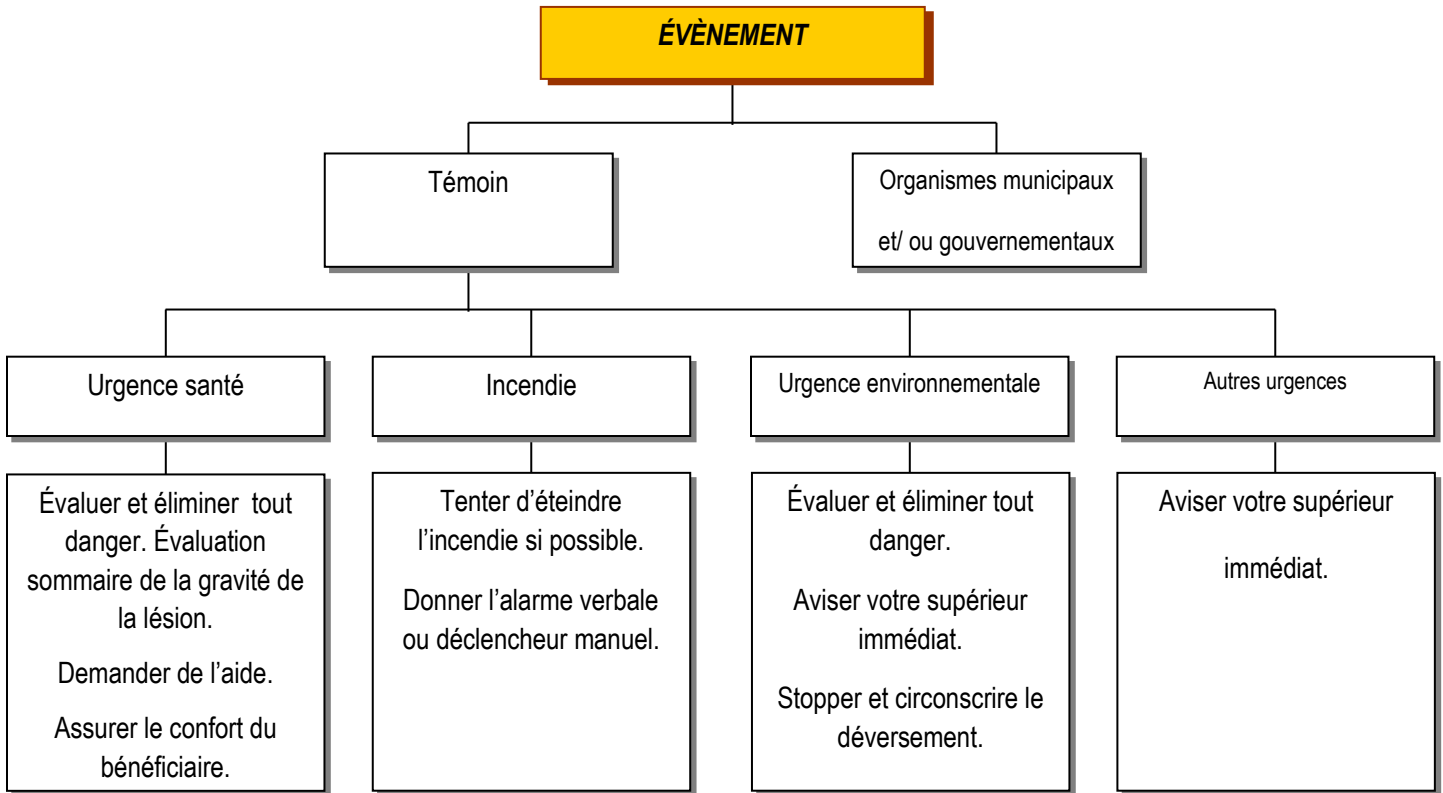 ÉVÈNEMENT
Témoin
Organismes municipaux
et/ ou gouvernementaux
Urgence santé
Incendie
Urgence environnementale
Autres urgences
Évaluer et éliminer  tout
danger. Évaluation
sommaire de la gravité de
la lésion.
Demander de l’aide.
Assurer le confort du
bénéficiaire.
Tenter d’éteindre
l’incendie si possible.
Donner l’alarme verbale
ou déclencheur manuel.
Évaluer et éliminer tout
danger.
Aviser votre supérieur
immédiat.
Stopper et circonscrire le
déversement.
Aviser votre supérieur
immédiat.